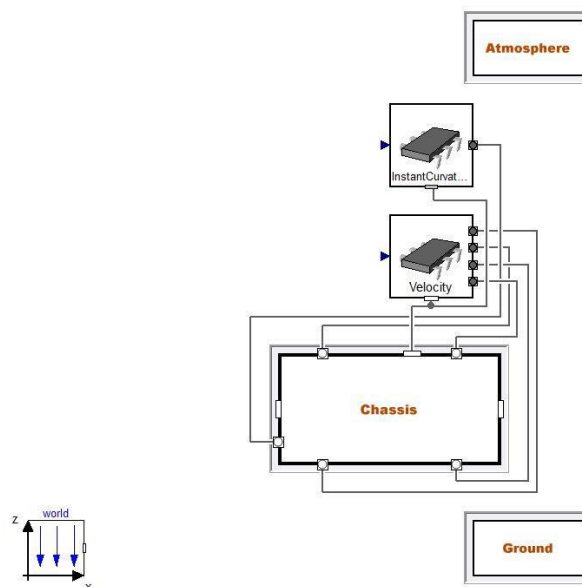 Atmosphere
InstantCurvat...
Velocity
Chassis
world
z
x
Ground